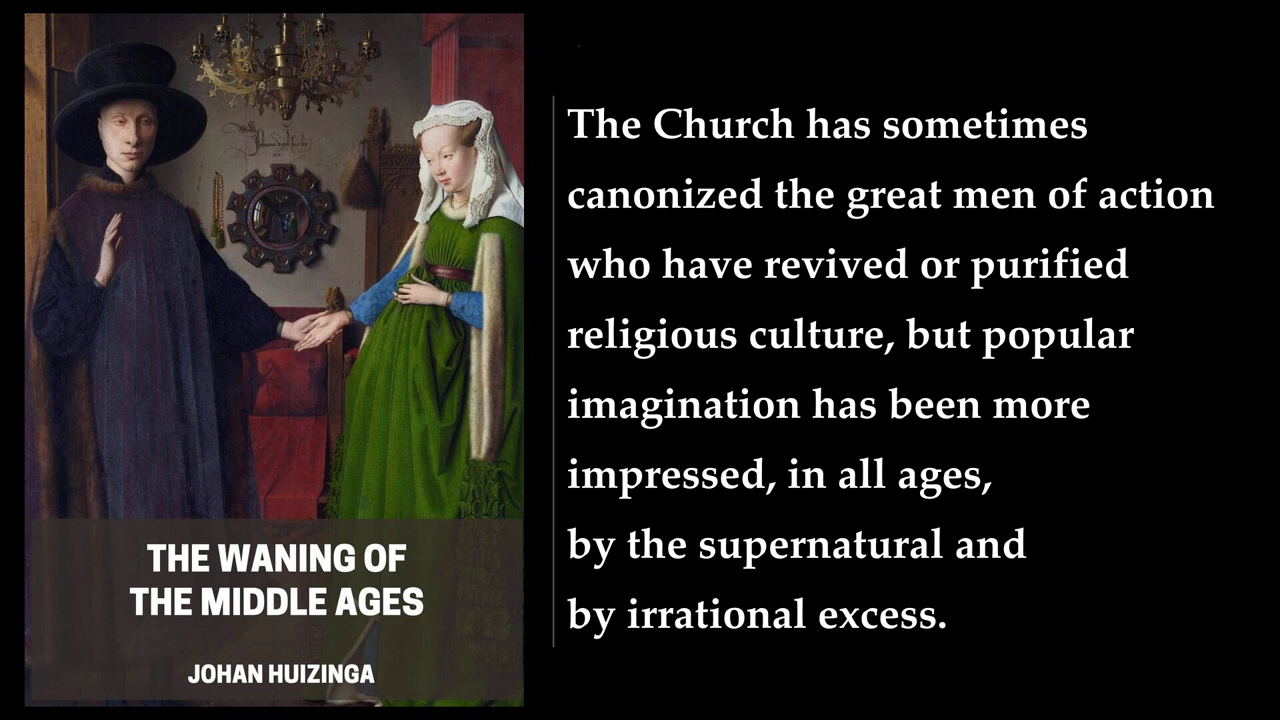 THE WANING OF
THE MIDDLE AGES
JOHAN HUIZINGA
The Church has sometimes
canonized the great men of action
who have revived or purified
religious culture, but popular
imagination has been more
impressed, in all ages,
by the supernatural and
by irrational excess.